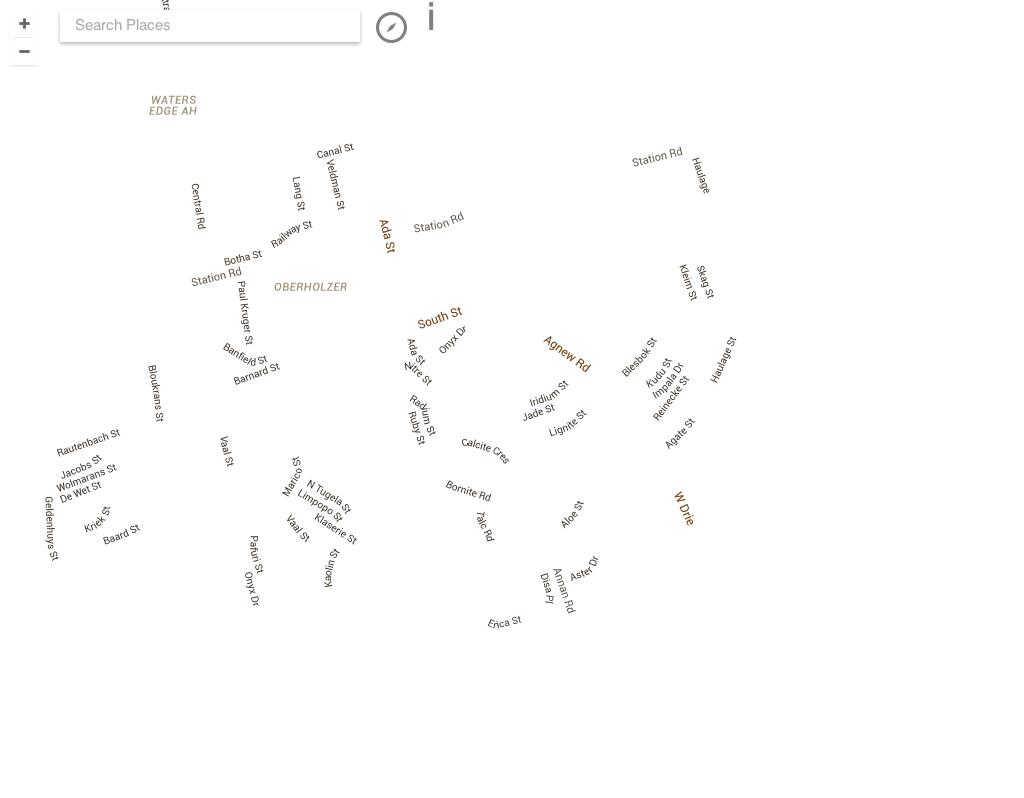 +
−
Search Places
i
WATERS
EDGE AH
Canal St
Veldman St
Lang St
Central Rd
Station Rd
Haulage
Ada St
Station Rd
Railway St
Botha St
Station Rd
OBERHOLZER
Paul Kruger St
Kleim St
Skag St
South St
Onyx Dr
Ada St
Nitre St
Agnew Rd
Blesbok St
Haulage St
Kudu St
Impala Dr
Reinecke St
Banfield St
Barnard St
Bloukrans St
Iridium St
Jade St
Lignite St
Radium St
Ruby St
Agate St
Rautenbach St
Jacobs St
Wolmarans St
De Wet St
Vaal St
Calcite Cres
Marico St
N Tugela St
Limpopo St
Klaserie St
Vaal St
Bornite Rd
Talc Rd
Aloe St
W Drie
Geldenhuys St
Kriek St
Baard St
Pafuri St
Onyx Dr
Kaolin St
Aster Dr
Annan Rd
Disa Pl
Erica St